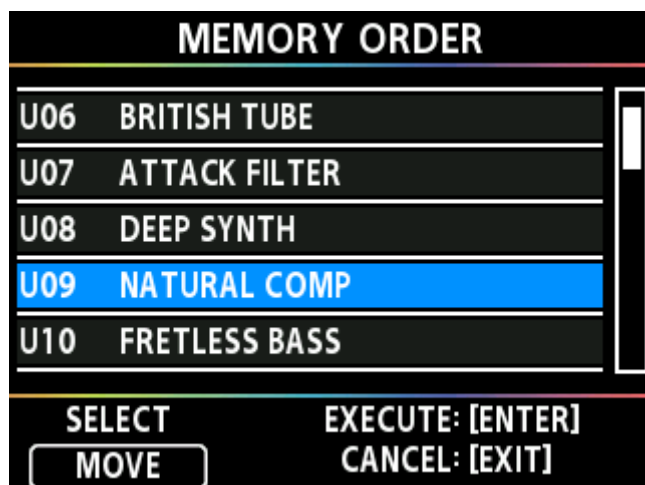 MEMORY ORDER
U06 BRITISH TUBE
U07 ATTACK FILTER
U08 DEEP SYNTH
U09 NATURAL COMP
U10 FRETLESS BASS
SELECT EXECUTE: [ENTER]
MOVE CANCEL: [EXIT]